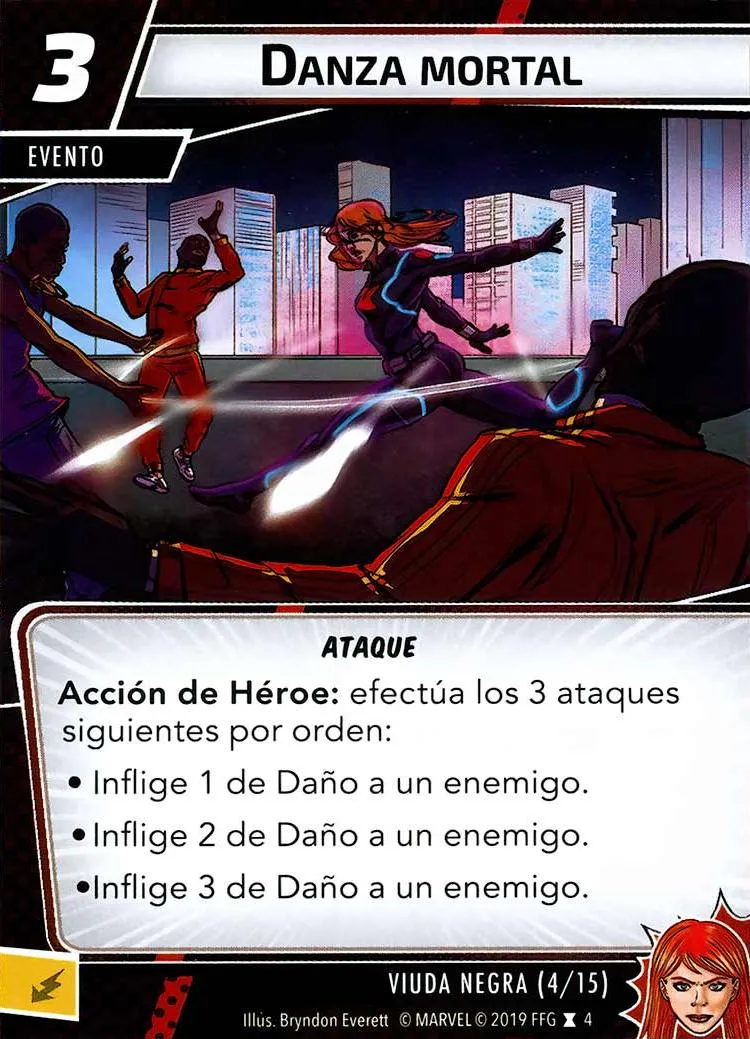 3
DANZA MORTAL
EVENTO
ATAQUE
Acción de Héroe: efectúa los 3 ataques
siguientes por orden:
• Inflige 1 de Daño a un enemigo.
• Inflige 2 de Daño a un enemigo.
• Inflige 3 de Daño a un enemigo.
VIUDA NEGRA (4/15)
Illus. Bryndon Everett © MARVEL © 2019 FFG 4